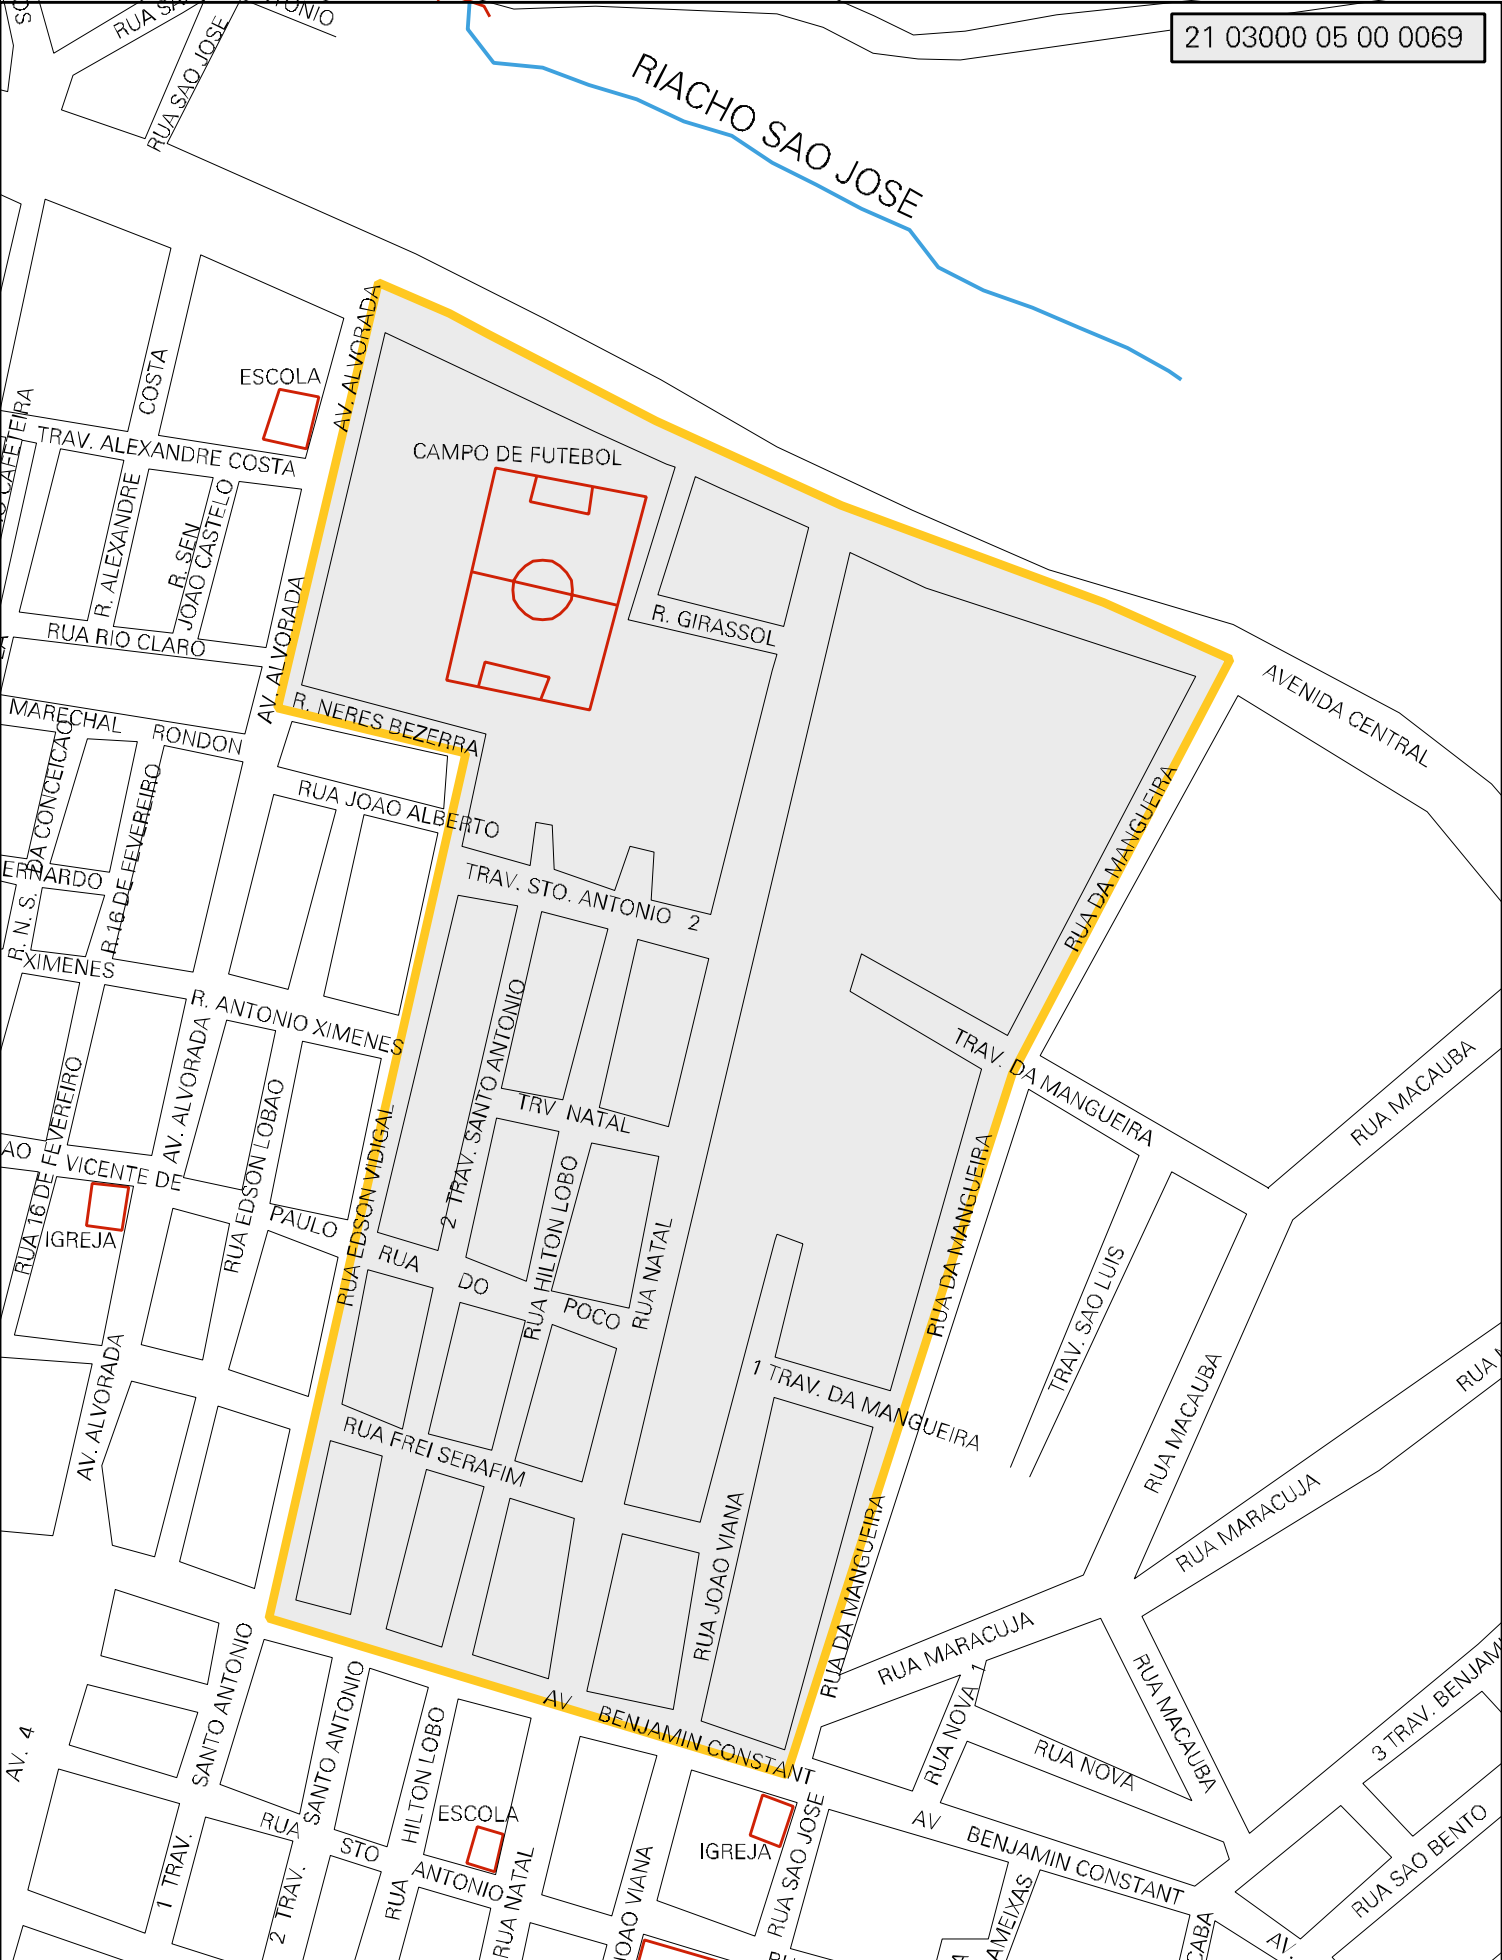 21 03000 05 00 0069
RUA SAO JOSE
RIACHO SAO JOSE
AV. ALVORADA
COSTA
ESCOLA
TRAV. ALEXANDRE COSTA
CAMPO DE FUTEBOL
R. ALEXANDRE
R. SEN
JOAO CASTELO
R. GIRASSOL
RUA RIO CLARO
AV. ALVORADA
AVENIDA CENTRAL
MARECHAL
RONDON
R. NERES BEZERRA
RUA JOAO ALBERTO
R. N. S. DA CONCEICAO
R.16 DE FEVEREIRO
RUA DA MANGUEIRA
ERNARDO
TRAV. STO. ANTONIO 2
XIMENES
R. ANTONIO XIMENES
2 TRAV. SANTO ANTONIO
TRAV. DA MANGUEIRA
RUA MACAUBA
AV. ALVORADA
RUA 16 DE FEVEREIRO
RUA EDSON LOBAO
RUA EDSON VIDIGAL
TRV NATAL
AO
VICENTE DE
PAULO
IGREJA
RUA HILTON LOBO
RUA NATAL
RUA DA MANGUEIRA
TRAV. SAO LUIS
RUA
DO
POCO
AV. ALVORADA
1 TRAV. DA MANGUEIRA
RUA MACAUBA
RUA FREI SERAFIM
RUA MARACUJA
RUA JOAO VIANA
RUA DA MANGUEIRA
RUA MARACUJA
RUA NOVA 1
RUA MACAUBA
RUA NOVA
3 TRAV. BENJAM
AV. 4
SANTO ANTONIO
SANTO ANTONIO
HILTON LOBO
AV
BENJAMIN CONSTANT
ESCOLA
IGREJA
RUA SAO JOSE
AV
BENJAMIN CONSTANT
RUA SAO BENTO
RUA
STO
ANTONIO
1 TRAV.
2 TRAV.
RUA
RUA NATAL
JOAO VIANA
AMEIXAS
AV.